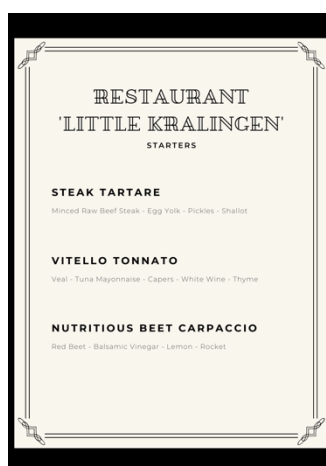 RESTAURANT
'LITTLE KRALINGEN'
STARTERS
STEAK TARTARE
Minced Raw Beef Steak - Egg Yolk - Pickles - Shallot
VITELLO TONNATO
Veal - Tuna Mayonnaise - Capers - White Wine - Thyme
NUTRITIOUS BEET CARPACCIO
Red Beet - Balsamic Vinegar - Lemon - Rocket